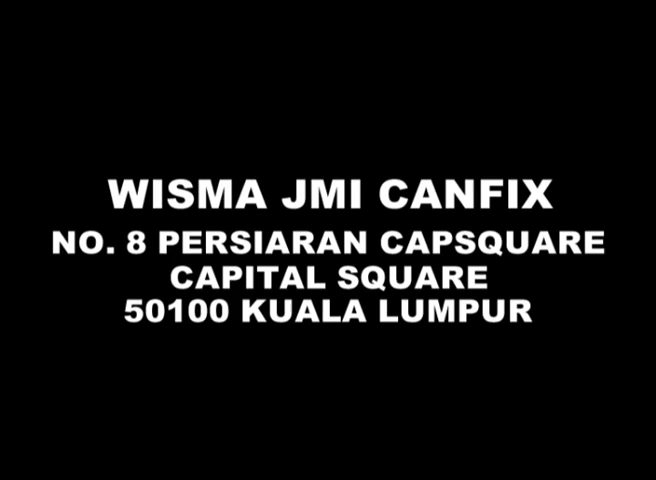 WISMA JMI CANFIX
NO. 8 PERSIARAN CAPSQUARE
CAPITAL SQUARE
50100 KUALA LUMPUR